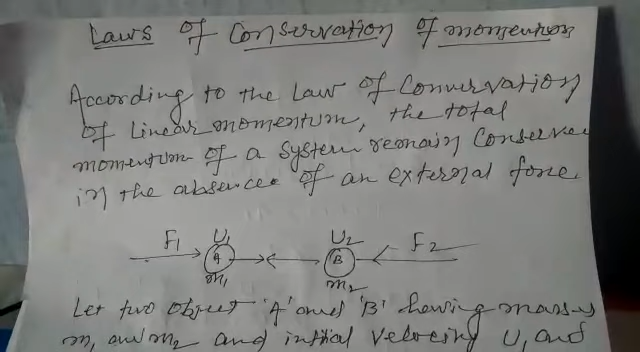 Laws of Conservation of momentum
According to the Law of Conservation
of Linear momentum, the total
momentum of a system remain Conserve
in the absence of an external force
F1 U1 U2 F2
A B
m1 m2
Let two object 'A' and 'B' having masses
m1 and m2 and initial velocity U1 and